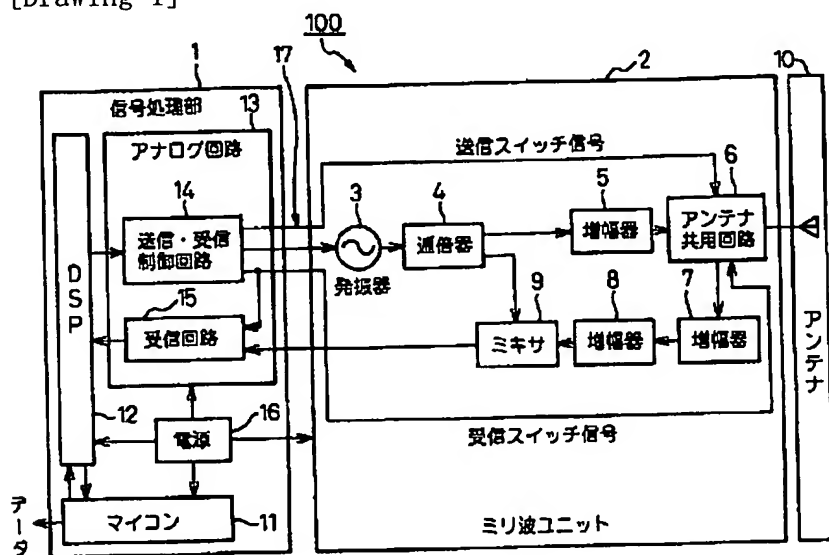 [Drawing 1]
100
1
17
2
10
信号処理部
13
アナログ回路
送信スイッチ信号
14
送信・受信
制御回路
3
発振器
4
逓倍器
5
増幅器
6
アンテナ
共用回路
DSP
15
受信回路
9
ミキサ
8
増幅器
7
増幅器
アンテナ
12
電源
16
受信スイッチ信号
データ
マイコン
11
ミリ波ユニット